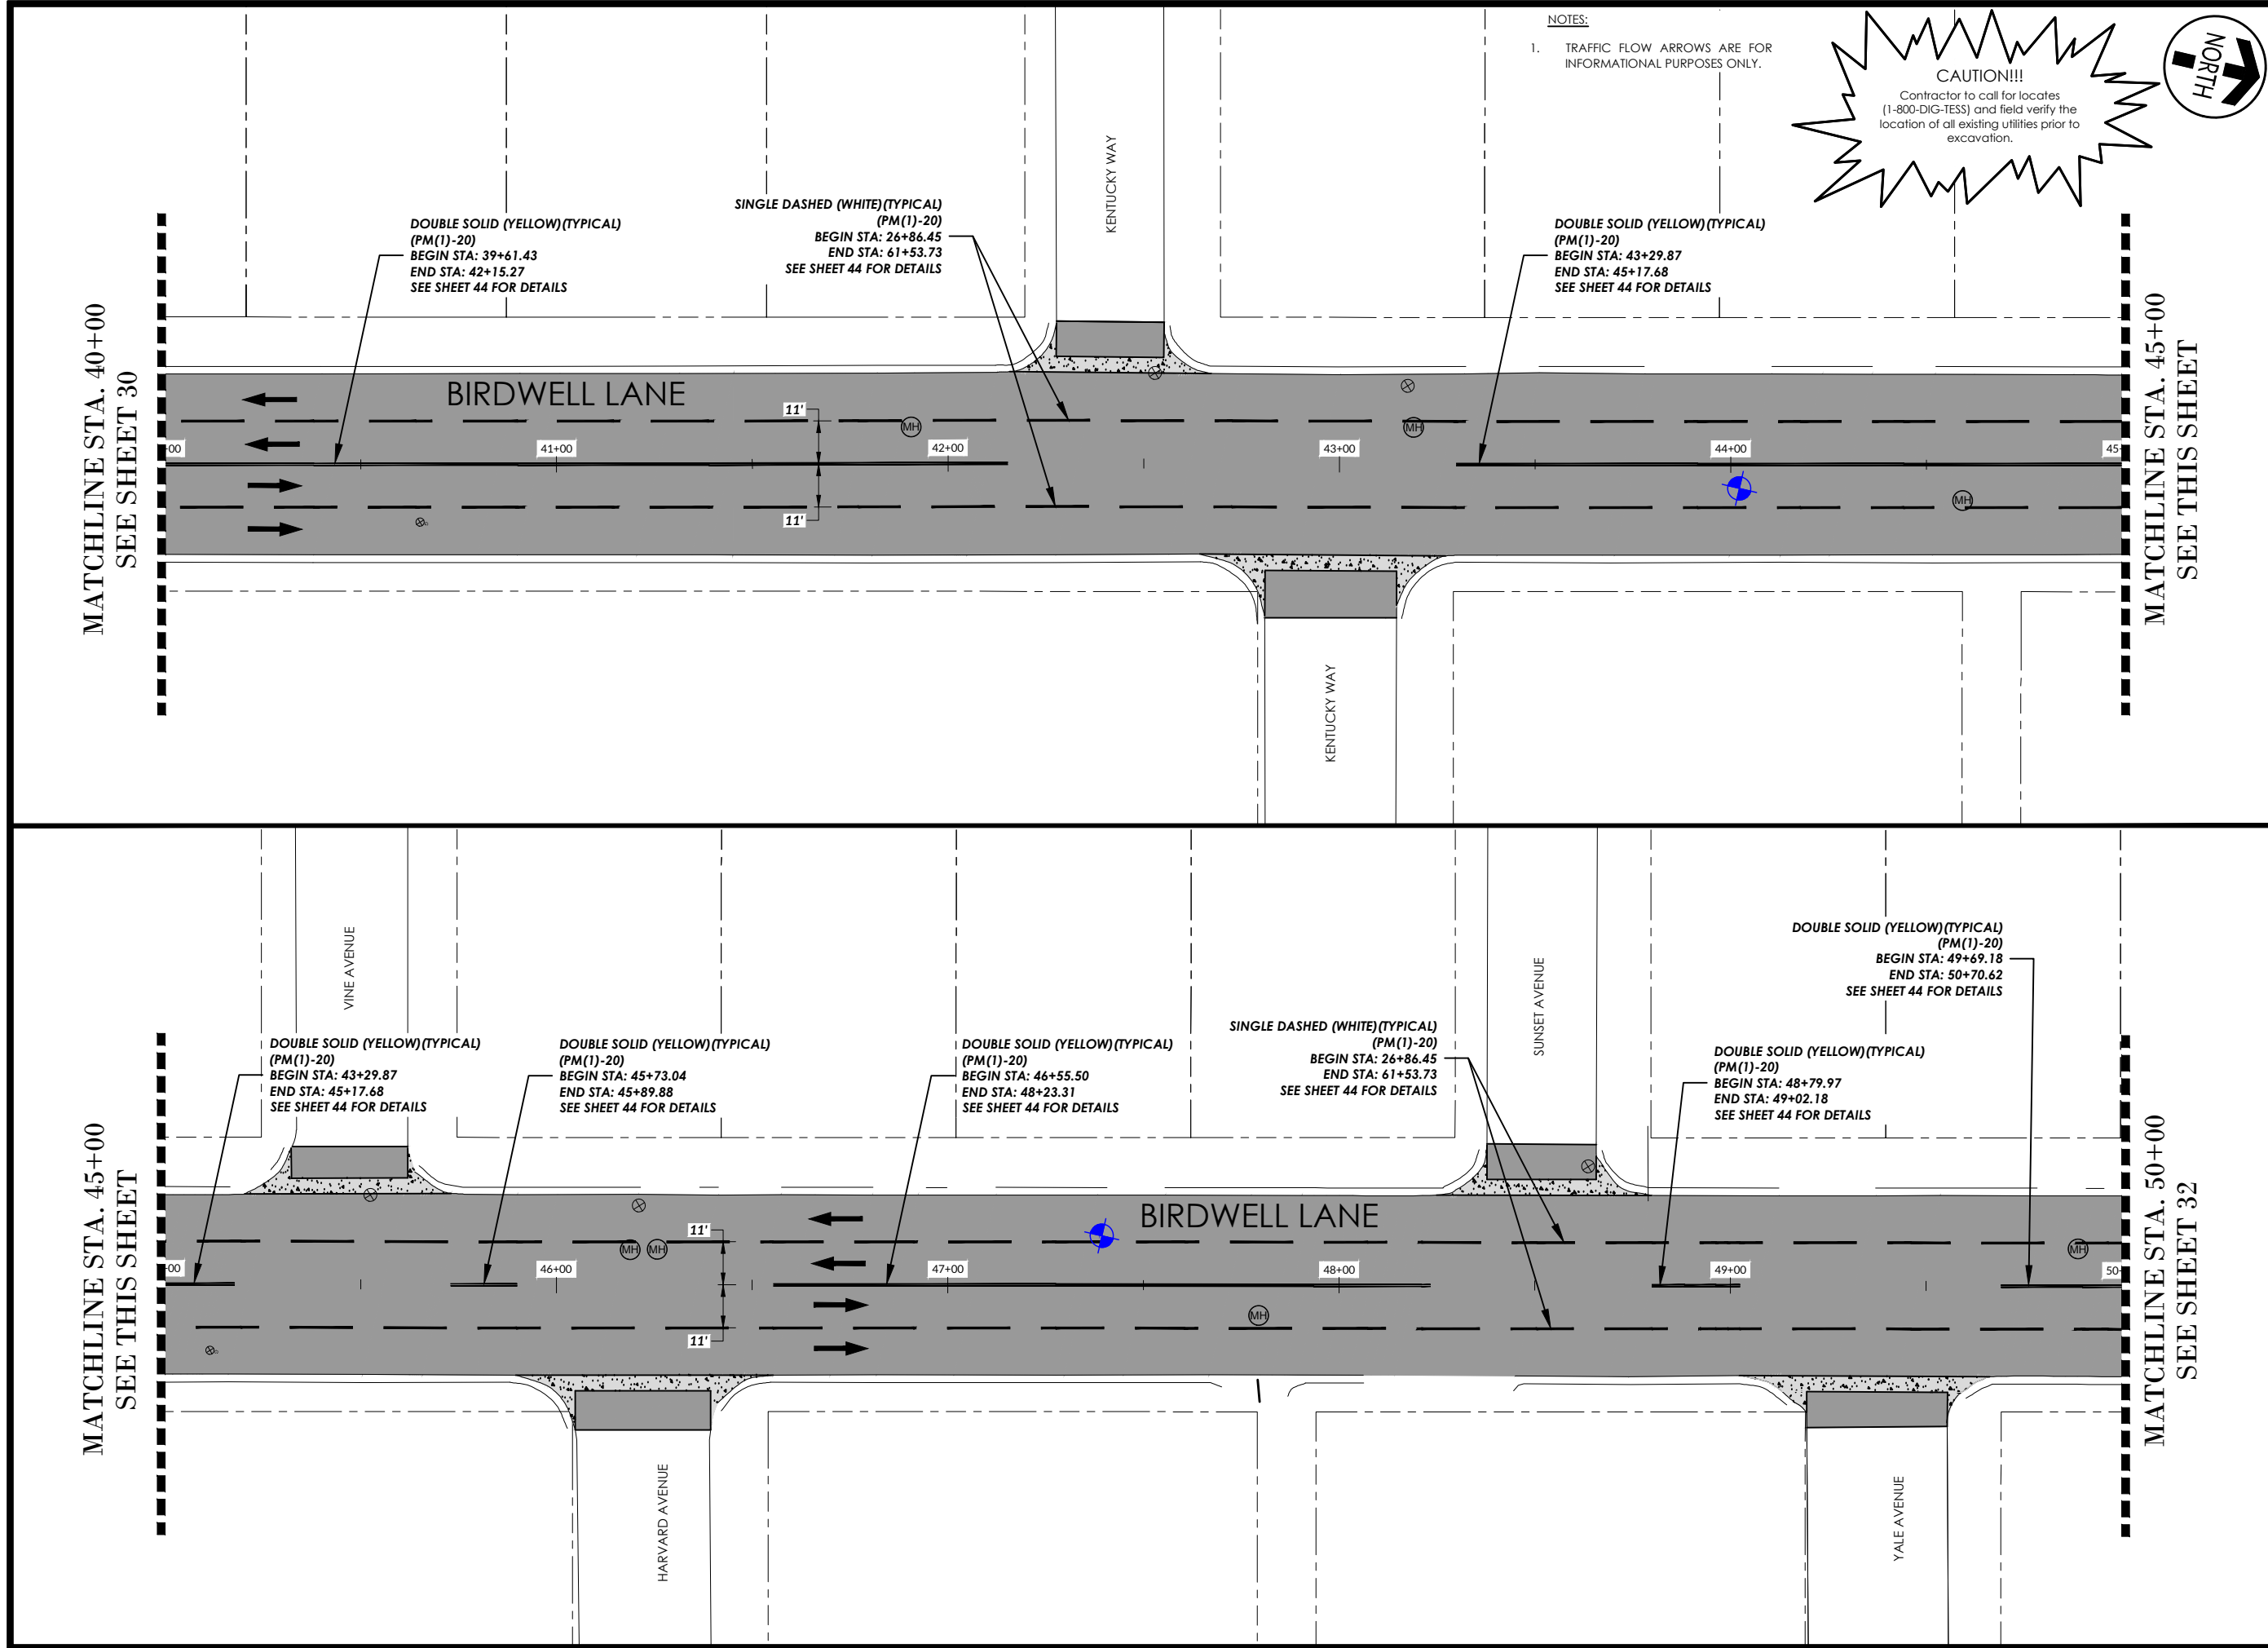 NOTES:
1. TRAFFIC FLOW ARROWS ARE FOR
INFORMATIONAL PURPOSES ONLY.
CAUTION!!!
Contractor to call for locates
(1-800-DIG-TESS) and field verify the
location of all existing utilities prior to
excavation.
NORTH
KENTUCKY WAY
DOUBLE SOLID (YELLOW)(TYPICAL)
(PM(1)-20)
BEGIN STA: 39+61.43
END STA: 42+15.27
SEE SHEET 44 FOR DETAILS
SINGLE DASHED (WHITE)(TYPICAL)
(PM(1)-20)
BEGIN STA: 26+86.45
END STA: 61+53.73
SEE SHEET 44 FOR DETAILS
DOUBLE SOLID (YELLOW)(TYPICAL)
(PM(1)-20)
BEGIN STA: 43+29.87
END STA: 45+17.68
SEE SHEET 44 FOR DETAILS
MATCHLINE STA. 40+00
SEE SHEET 30
BIRDWELL LANE
11'
MH
MH
+00
41+00
42+00
43+00
44+00
45+
MH
11'
MATCHLINE STA. 45+00
SEE THIS SHEET
KENTUCKY WAY
VINE AVENUE
SUNSET AVENUE
DOUBLE SOLID (YELLOW)(TYPICAL)
(PM(1)-20)
BEGIN STA: 49+69.18
END STA: 50+70.62
SEE SHEET 44 FOR DETAILS
DOUBLE SOLID (YELLOW)(TYPICAL)
(PM(1)-20)
BEGIN STA: 43+29.87
END STA: 45+17.68
SEE SHEET 44 FOR DETAILS
DOUBLE SOLID (YELLOW)(TYPICAL)
(PM(1)-20)
BEGIN STA: 45+73.04
END STA: 45+89.88
SEE SHEET 44 FOR DETAILS
DOUBLE SOLID (YELLOW)(TYPICAL)
(PM(1)-20)
BEGIN STA: 46+55.50
END STA: 48+23.31
SEE SHEET 44 FOR DETAILS
SINGLE DASHED (WHITE)(TYPICAL)
(PM(1)-20)
BEGIN STA: 26+86.45
END STA: 61+53.73
SEE SHEET 44 FOR DETAILS
DOUBLE SOLID (YELLOW)(TYPICAL)
(PM(1)-20)
BEGIN STA: 48+79.97
END STA: 49+02.18
SEE SHEET 44 FOR DETAILS
MATCHLINE STA. 45+00
SEE THIS SHEET
BIRDWELL LANE
11'
MH
MH
MH
+00
46+00
47+00
48+00
49+00
50+
MH
11'
MATCHLINE STA. 50+00
SEE SHEET 32
HARVARD AVENUE
YALE AVENUE